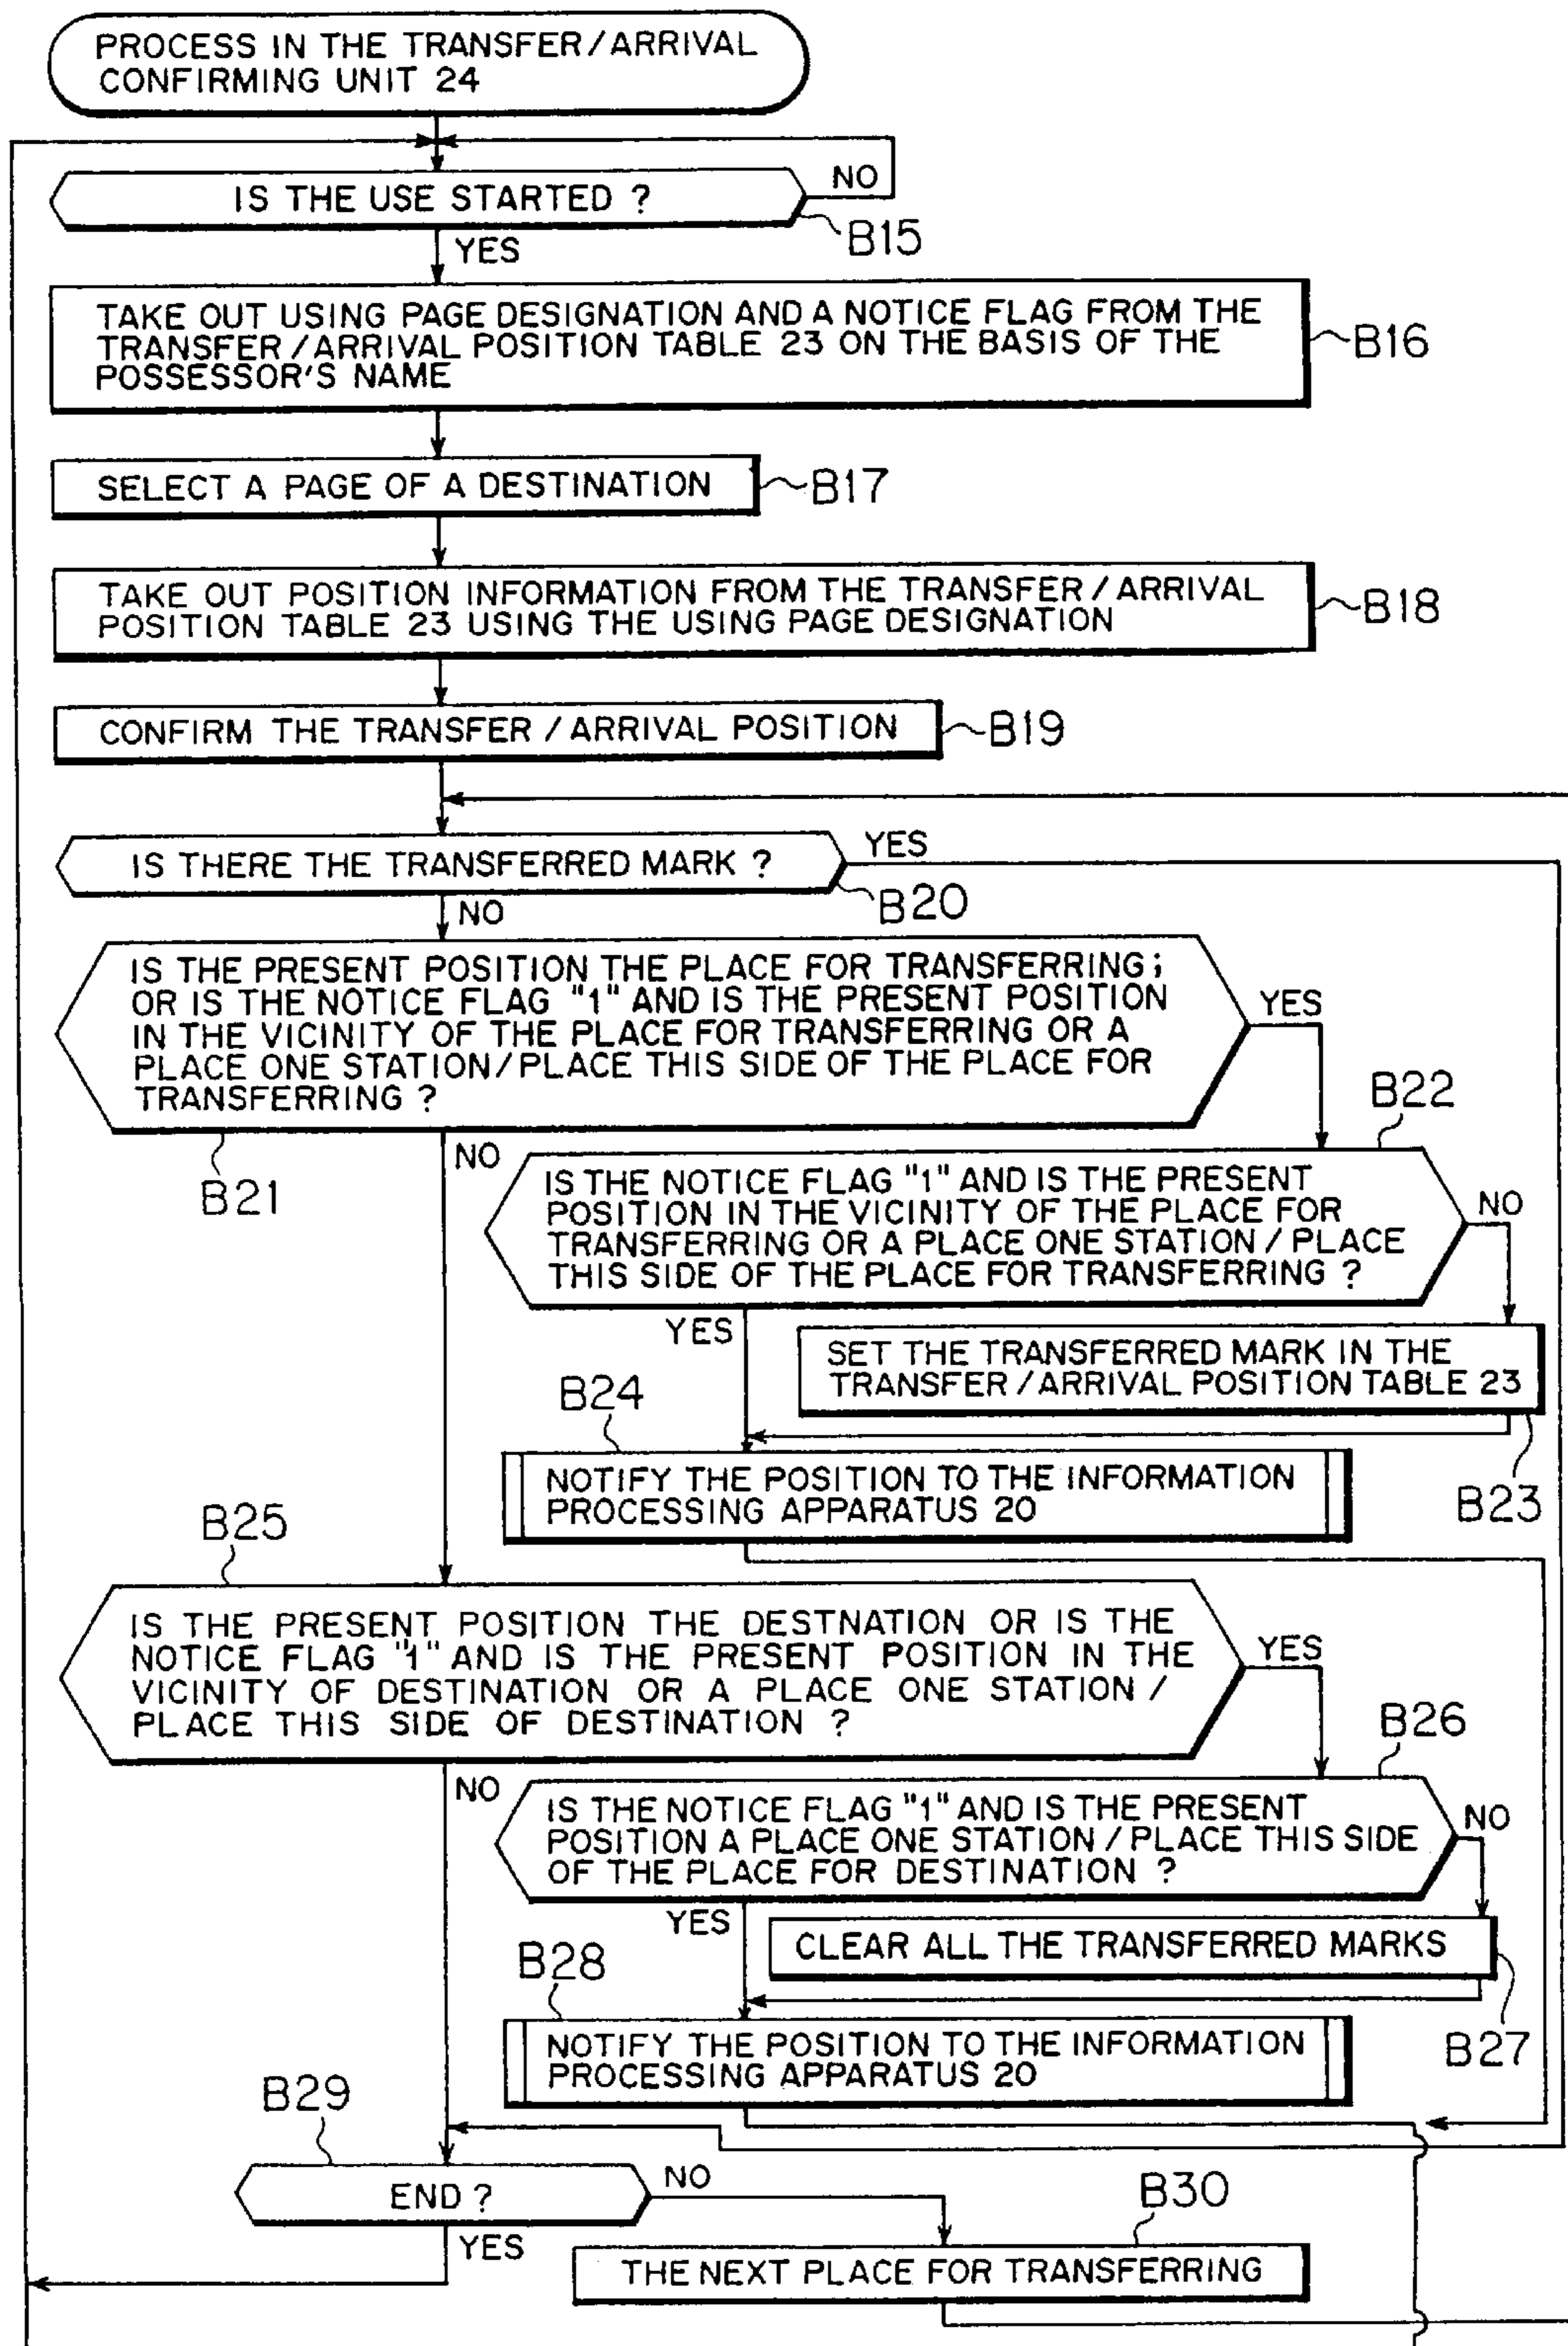 PROCESS IN THE TRANSFER/ARRIVAL
CONFIRMING UNIT 24
IS THE USE STARTED ?
NO
B15
YES
TAKE OUT USING PAGE DESIGNATION AND A NOTICE FLAG FROM THE
TRANSFER/ARRIVAL POSITION TABLE 23 ON THE BASIS OF THE
POSSESSOR'S NAME
B16
SELECT A PAGE OF A DESTINATION
B17
TAKE OUT POSITION INFORMATION FROM THE TRANSFER/ARRIVAL
POSITION TABLE 23 USING THE USING PAGE DESIGNATION
B18
CONFIRM THE TRANSFER/ARRIVAL POSITION
B19
IS THERE THE TRANSFERRED MARK ?
YES
B20
NO
IS THE PRESENT POSITION THE PLACE FOR TRANSFERRING;
OR IS THE NOTICE FLAG "1" AND IS THE PRESENT POSITION
IN THE VICINITY OF THE PLACE FOR TRANSFERRING OR A
PLACE ONE STATION/PLACE THIS SIDE OF THE PLACE FOR
TRANSFERRING ?
YES
B21
NO
B22
IS THE NOTICE FLAG "1" AND IS THE PRESENT
POSITION IN THE VICINITY OF THE PLACE FOR
TRANSFERRING OR A PLACE ONE STATION/PLACE
THIS SIDE OF THE PLACE FOR TRANSFERRING ?
NO
YES
SET THE TRANSFERRED MARK IN THE
TRANSFER/ARRIVAL POSITION TABLE 23
B23
B24
NOTIFY THE POSITION TO THE INFORMATION
PROCESSING APPARATUS 20
B25
IS THE PRESENT POSITION THE DESTNATION OR IS THE
NOTICE FLAG "1" AND IS THE PRESENT POSITION IN THE
VICINITY OF DESTINATION OR A PLACE ONE STATION/
PLACE THIS SIDE OF DESTINATION ?
YES
NO
B26
IS THE NOTICE FLAG "1" AND IS THE PRESENT
POSITION A PLACE ONE STATION/PLACE THIS SIDE
OF THE PLACE FOR DESTINATION ?
NO
YES
CLEAR ALL THE TRANSFERRED MARKS
B27
B28
NOTIFY THE POSITION TO THE INFORMATION
PROCESSING APPARATUS 20
B29
END ?
NO
YES
B30
THE NEXT PLACE FOR TRANSFERRING